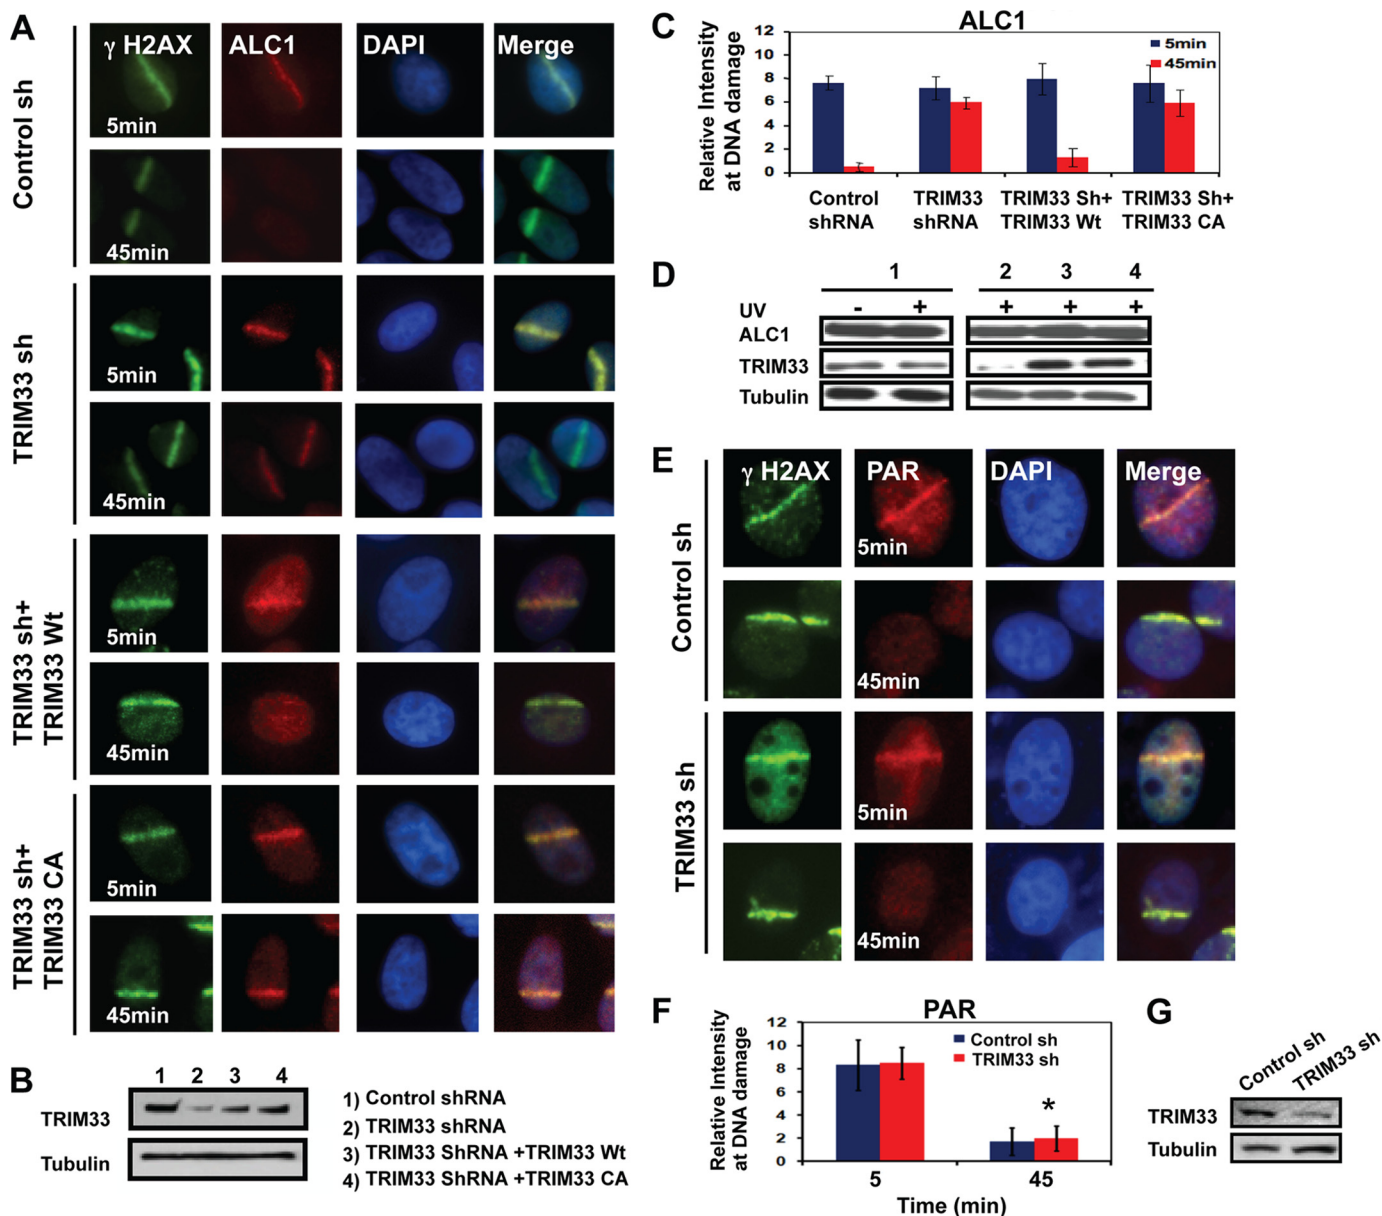 A
γ H2AX ALC1 DAPI Merge
Control sh
5min
45min
TRIM33 sh
5min
45min
TRIM33 sh+
TRIM33 Wt
5min
45min
TRIM33 sh+
TRIM33 CA
5min
45min
B
1 2 3 4
TRIM33
Tubulin
1) Control shRNA
2) TRIM33 shRNA
3) TRIM33 ShRNA +TRIM33 Wt
4) TRIM33 ShRNA +TRIM33 CA
C
ALC1
Relative Intensity
at DNA damage
12
10
8
6
4
2
0
5min
45min
Control
shRNA
TRIM33
shRNA
TRIM33 Sh+
TRIM33 Wt
TRIM33 Sh+
TRIM33 CA
D
1 2 3 4
UV - + + + +
ALC1
TRIM33
Tubulin
E
γ H2AX PAR DAPI Merge
Control sh
5min
45min
TRIM33 sh
5min
45min
F
PAR
Relative Intensity
at DNA damage
12
10
8
6
4
2
0
Control sh
TRIM33 sh
*
5 45
Time (min)
G
Control sh
TRIM33 sh
TRIM33
Tubulin